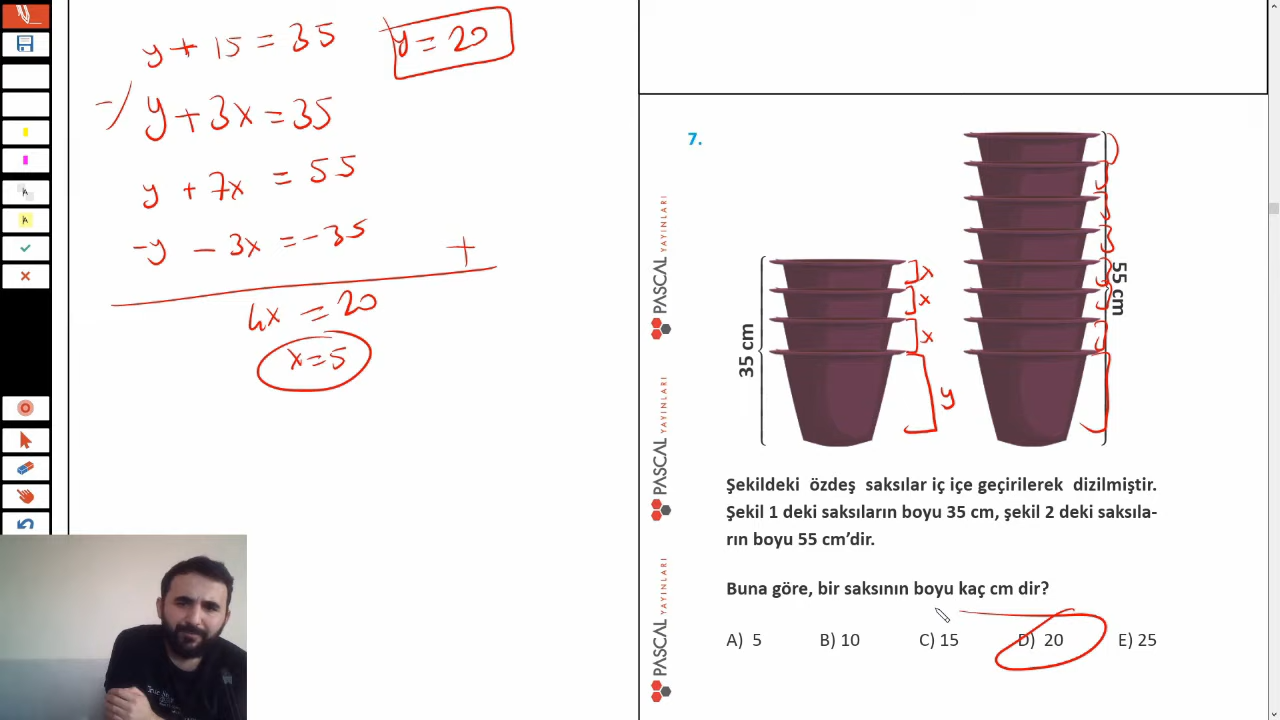 y + 15 = 35
y = 20
y + 3x = 35
y + 7x = 55
-y - 3x = -35
+
4x = 20
x = 5
7.
PASCAL YAYINLARI
PASCAL YAYINLARI
PASCAL YAYINLARI
35 cm
x
x
x
y
55 cm
Şekildeki özdeş saksılar iç içe geçirilerek dizilmiştir.
Şekil 1 deki saksıların boyu 35 cm, şekil 2 deki saksıla-
rın boyu 55 cm'dir.
Buna göre, bir saksının boyu kaç cm dir?
A) 5 B) 10 C) 15 D) 20 E) 25